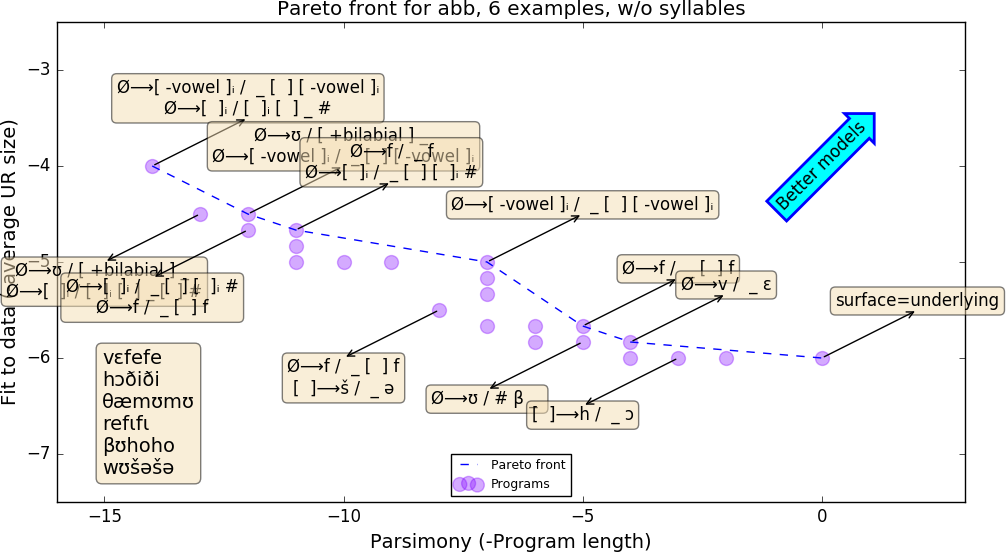 Pareto front for abb, 6 examples, w/o syllables
Ø⟶[ -vowel ]ᵢ / _ [ ] [ -vowel ]ᵢ
Ø⟶[ ]ᵢ / [ ]ᵢ [ ] _ #
Ø⟶ʊ / [ +bilabial ] _
Ø⟶[ -vowel ]ᵢ / _ [ ] [ -vowel ]ᵢ
Ø⟶f / _ f
Ø⟶[ ]ᵢ / _ [ ] [ ]ᵢ #
Ø⟶[ -vowel ]ᵢ / _ [ ] [ -vowel ]ᵢ
Better models
Ø⟶f / _ [ ] f
Ø⟶v / _ ɛ
surface=underlying
Ø⟶ʊ / [ +bilabial ] _
Ø⟶[ ]ᵢ / [ ]ᵢ [ ] _ #
Ø⟶[ ]ᵢ / _ [ ] [ ]ᵢ #
Ø⟶f / _ [ ] f
Ø⟶f / _ [ ] f
[ ]⟶š / _ ə
Ø⟶ʊ / # β _
[ ]⟶h / _ ɔ
vɛfefe
hɔðiði
θæmʊmʊ
refɩfɩ
βʊhoho
wʊšəšə
Pareto front
Programs
−3
−4
−5
−6
−7
−15
−10
−5
0
Parsimony (-Program length)
Fit to data (average UR size)